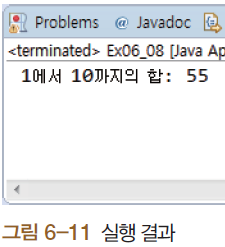 Problems @ Javadoc
<terminated> Ex06_08 [Java Ap
1에서 10까지의 합: 55
그림 6-11 실행 결과